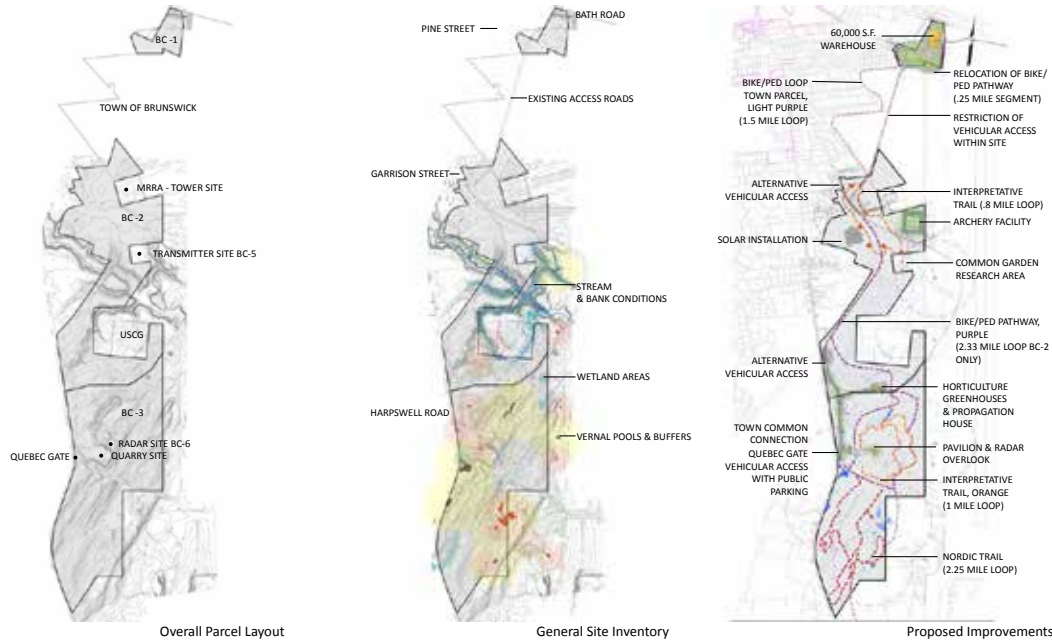 BC -1
TOWN OF BRUNSWICK
MRRA - TOWER SITE
BC -2
TRANSMITTER SITE BC-5
USCG
BC -3
RADAR SITE BC-6
QUEBEC GATE
QUARRY SITE
Overall Parcel Layout
BATH ROAD
PINE STREET
EXISTING ACCESS ROADS
GARRISON STREET
STREAM
& BANK CONDITIONS
WETLAND AREAS
HARPSWELL ROAD
VERNAL POOLS & BUFFERS
General Site Inventory
60,000 S.F.
WAREHOUSE
RELOCATION OF BIKE/
PED PATHWAY
(.25 MILE SEGMENT)
BIKE/PED LOOP
TOWN PARCEL,
LIGHT PURPLE
(1.5 MILE LOOP)
RESTRICTION OF
VEHICULAR ACCESS
WITHIN SITE
ALTERNATIVE
VEHICULAR ACCESS
INTERPRETATIVE
TRAIL (.8 MILE LOOP)
ARCHERY FACILITY
SOLAR INSTALLATION
COMMON GARDEN
RESEARCH AREA
BIKE/PED PATHWAY,
PURPLE
(2.33 MILE LOOP BC-2
ONLY)
ALTERNATIVE
VEHICULAR ACCESS
HORTICULTURE
GREENHOUSES
& PROPAGATION
HOUSE
TOWN COMMON
CONNECTION
QUEBEC GATE
VEHICULAR ACCESS
WITH PUBLIC
PARKING
PAVILION & RADAR
OVERLOOK
INTERPRETATIVE
TRAIL, ORANGE
(1 MILE LOOP)
NORDIC TRAIL
(2.25 MILE LOOP)
Proposed Improvements